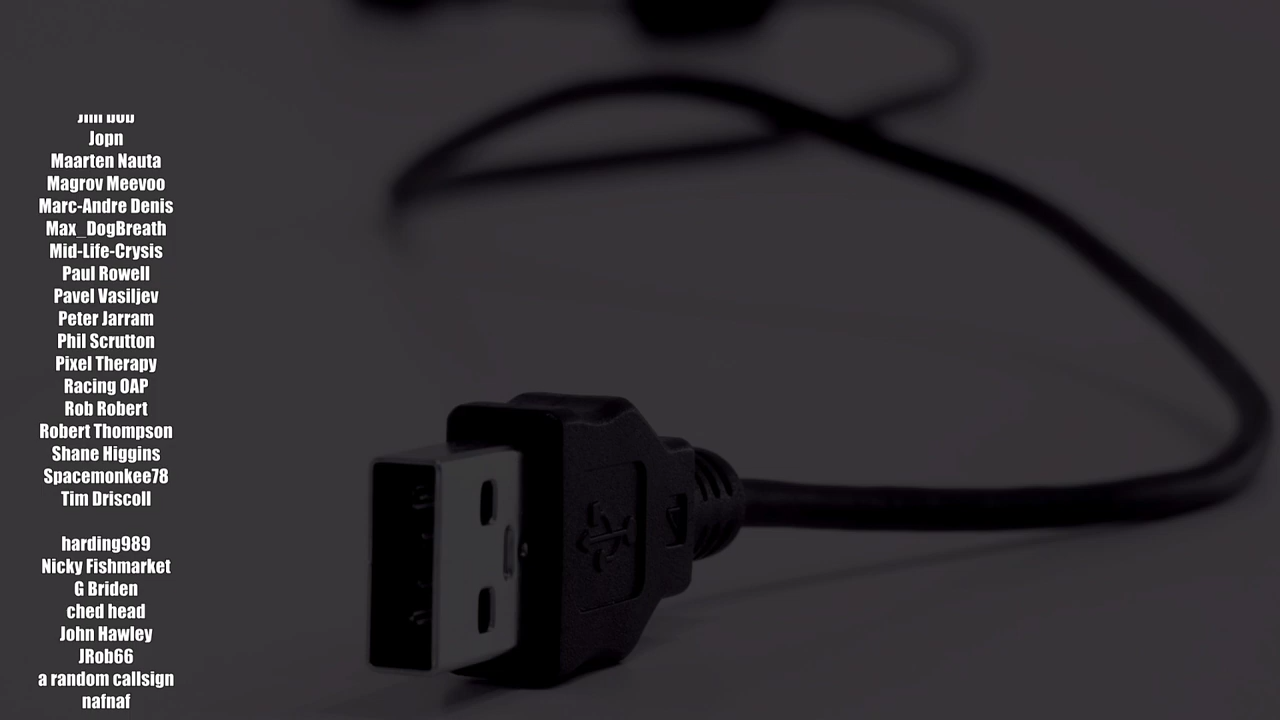 Jopn
Maarten Nauta
Magrov Meevoo
Marc-Andre Denis
Max_DogBreath
Mid-Life-Crysis
Paul Rowell
Pavel Vasiljev
Peter Jarram
Phil Scrutton
Pixel Therapy
Racing OAP
Rob Robert
Robert Thompson
Shane Higgins
Spacemonkee78
Tim Driscoll
harding989
Nicky Fishmarket
G Briden
ched head
John Hawley
JRob66
a random callsign
nafnaf